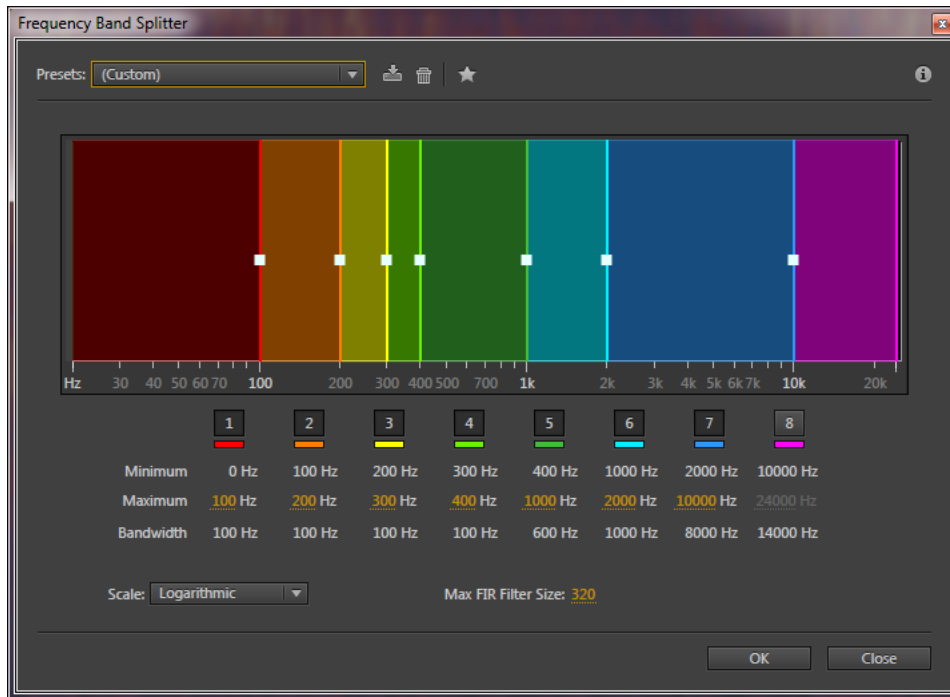 Frequency Band Splitter
Presets: (Custom)
Hz 30 40 50 60 70 100 200 300 400 500 700 1k 2k 3k 4k 5k 6k 7k 10k 20k
1 2 3 4 5 6 7 8
Minimum 0 Hz 100 Hz 200 Hz 300 Hz 400 Hz 1000 Hz 2000 Hz 10000 Hz
Maximum 100 Hz 200 Hz 300 Hz 400 Hz 1000 Hz 2000 Hz 10000 Hz 24000 Hz
Bandwidth 100 Hz 100 Hz 100 Hz 100 Hz 600 Hz 1000 Hz 8000 Hz 14000 Hz
Scale: Logarithmic Max FIR Filter Size: 320
OK Close